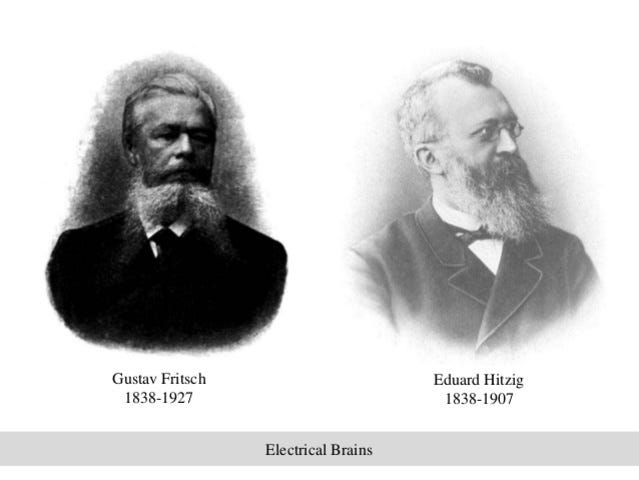 Gustav Fritsch
1838-1927
Eduard Hitzig
1838-1907
Electrical Brains